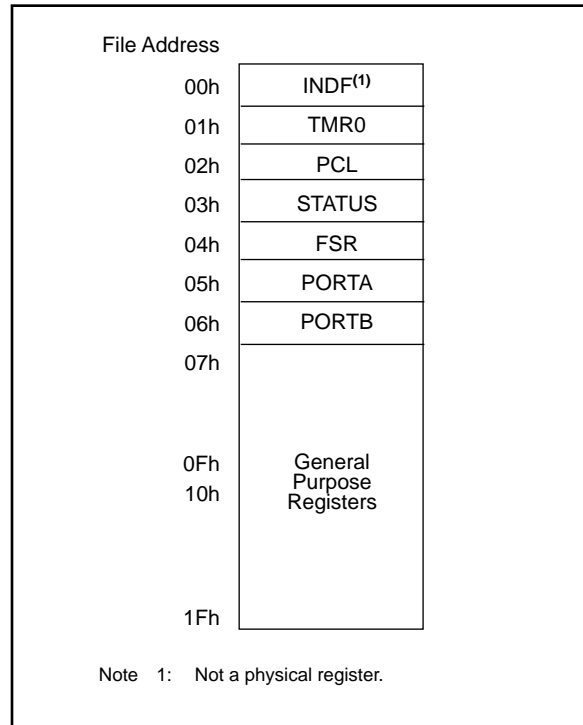 File Address
00h INDF(1)
01h TMR0
02h PCL
03h STATUS
04h FSR
05h PORTA
06h PORTB
07h
0Fh General
Purpose
10h Registers
1Fh
Note 1: Not a physical register.